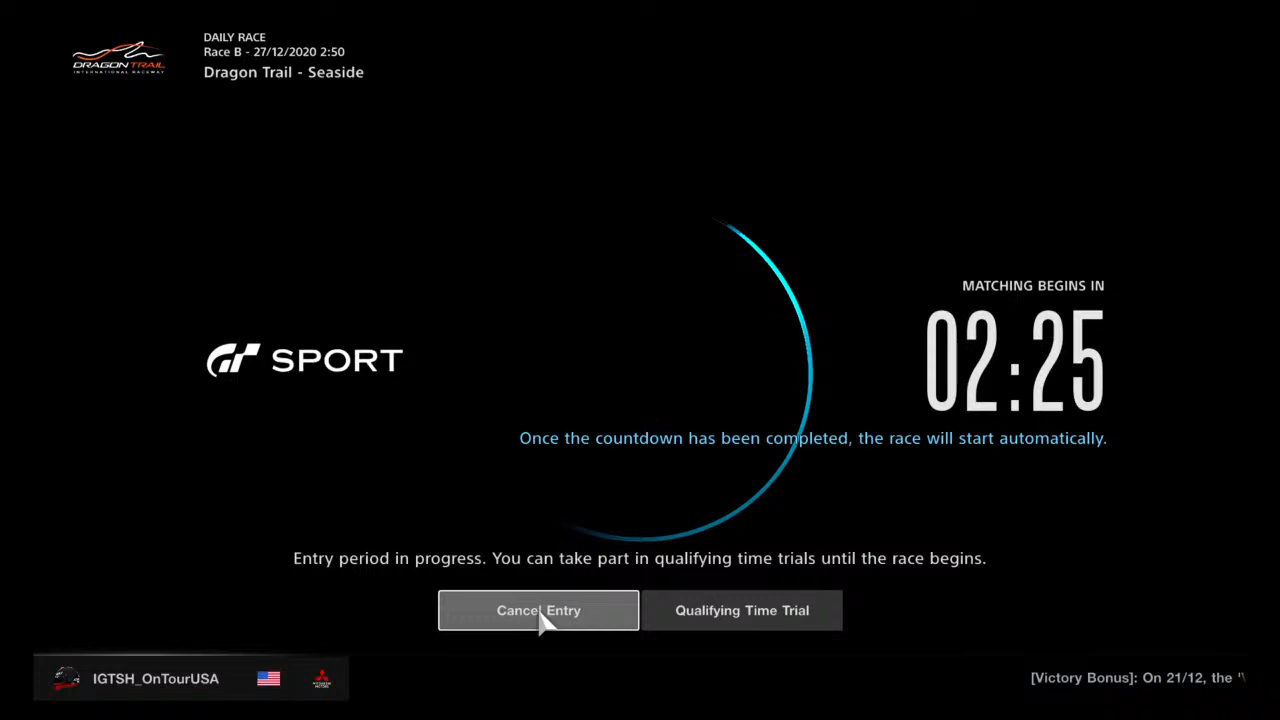 DRAGON TRAIL
INTERNATIONAL RACEWAY
DAILY RACE
Race B - 27/12/2020 2:50
Dragon Trail - Seaside
GT SPORT
MATCHING BEGINS IN
02:25
Once the countdown has been completed, the race will start automatically.
Entry period in progress. You can take part in qualifying time trials until the race begins.
Cancel Entry
Qualifying Time Trial
IGTSH_OnTourUSA
MITSUBISHI MOTORS
[Victory Bonus]: On 21/12, the